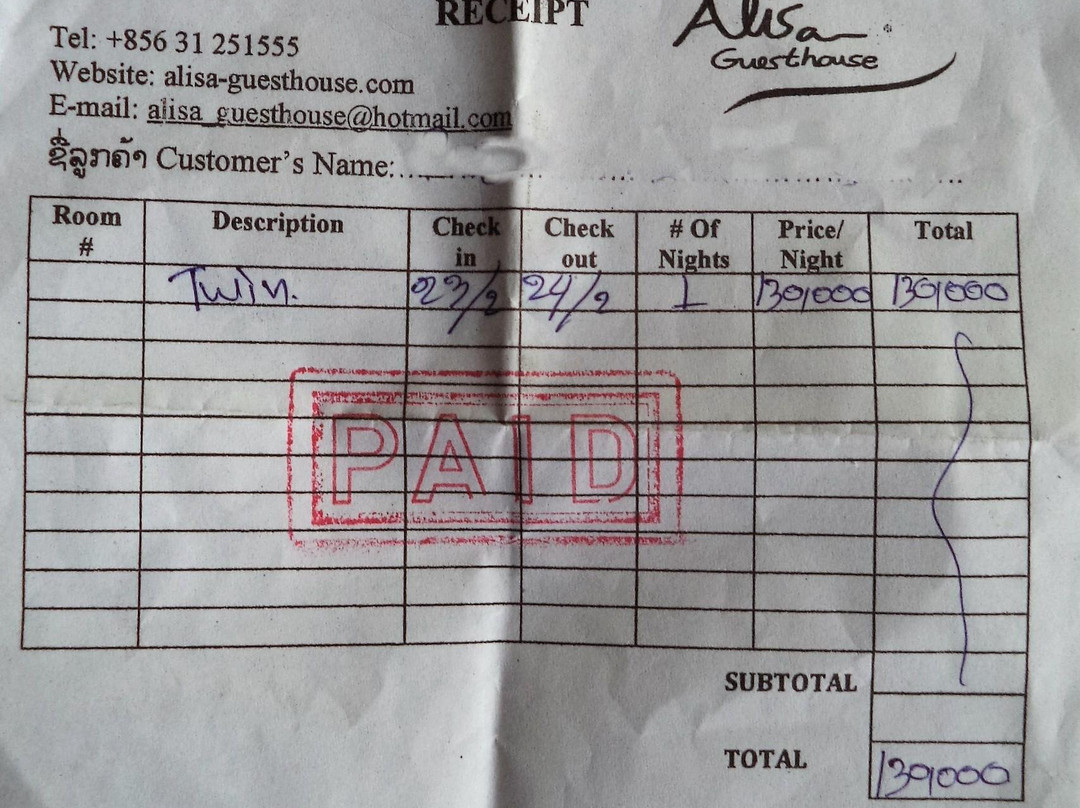 RECEIPT
Alisa
Guesthouse
Tel: +856 31 251555
Website: alisa-guesthouse.com
E-mail: alisa_guesthouse@hotmail.com
ຊື່ລູກຄ້າ Customer's Name:
Room # Description Check in Check out # Of Nights Price/ Night Total
Twin. 23/2 24/2 1 130,000 130,000
PAID
SUBTOTAL
TOTAL 130,000